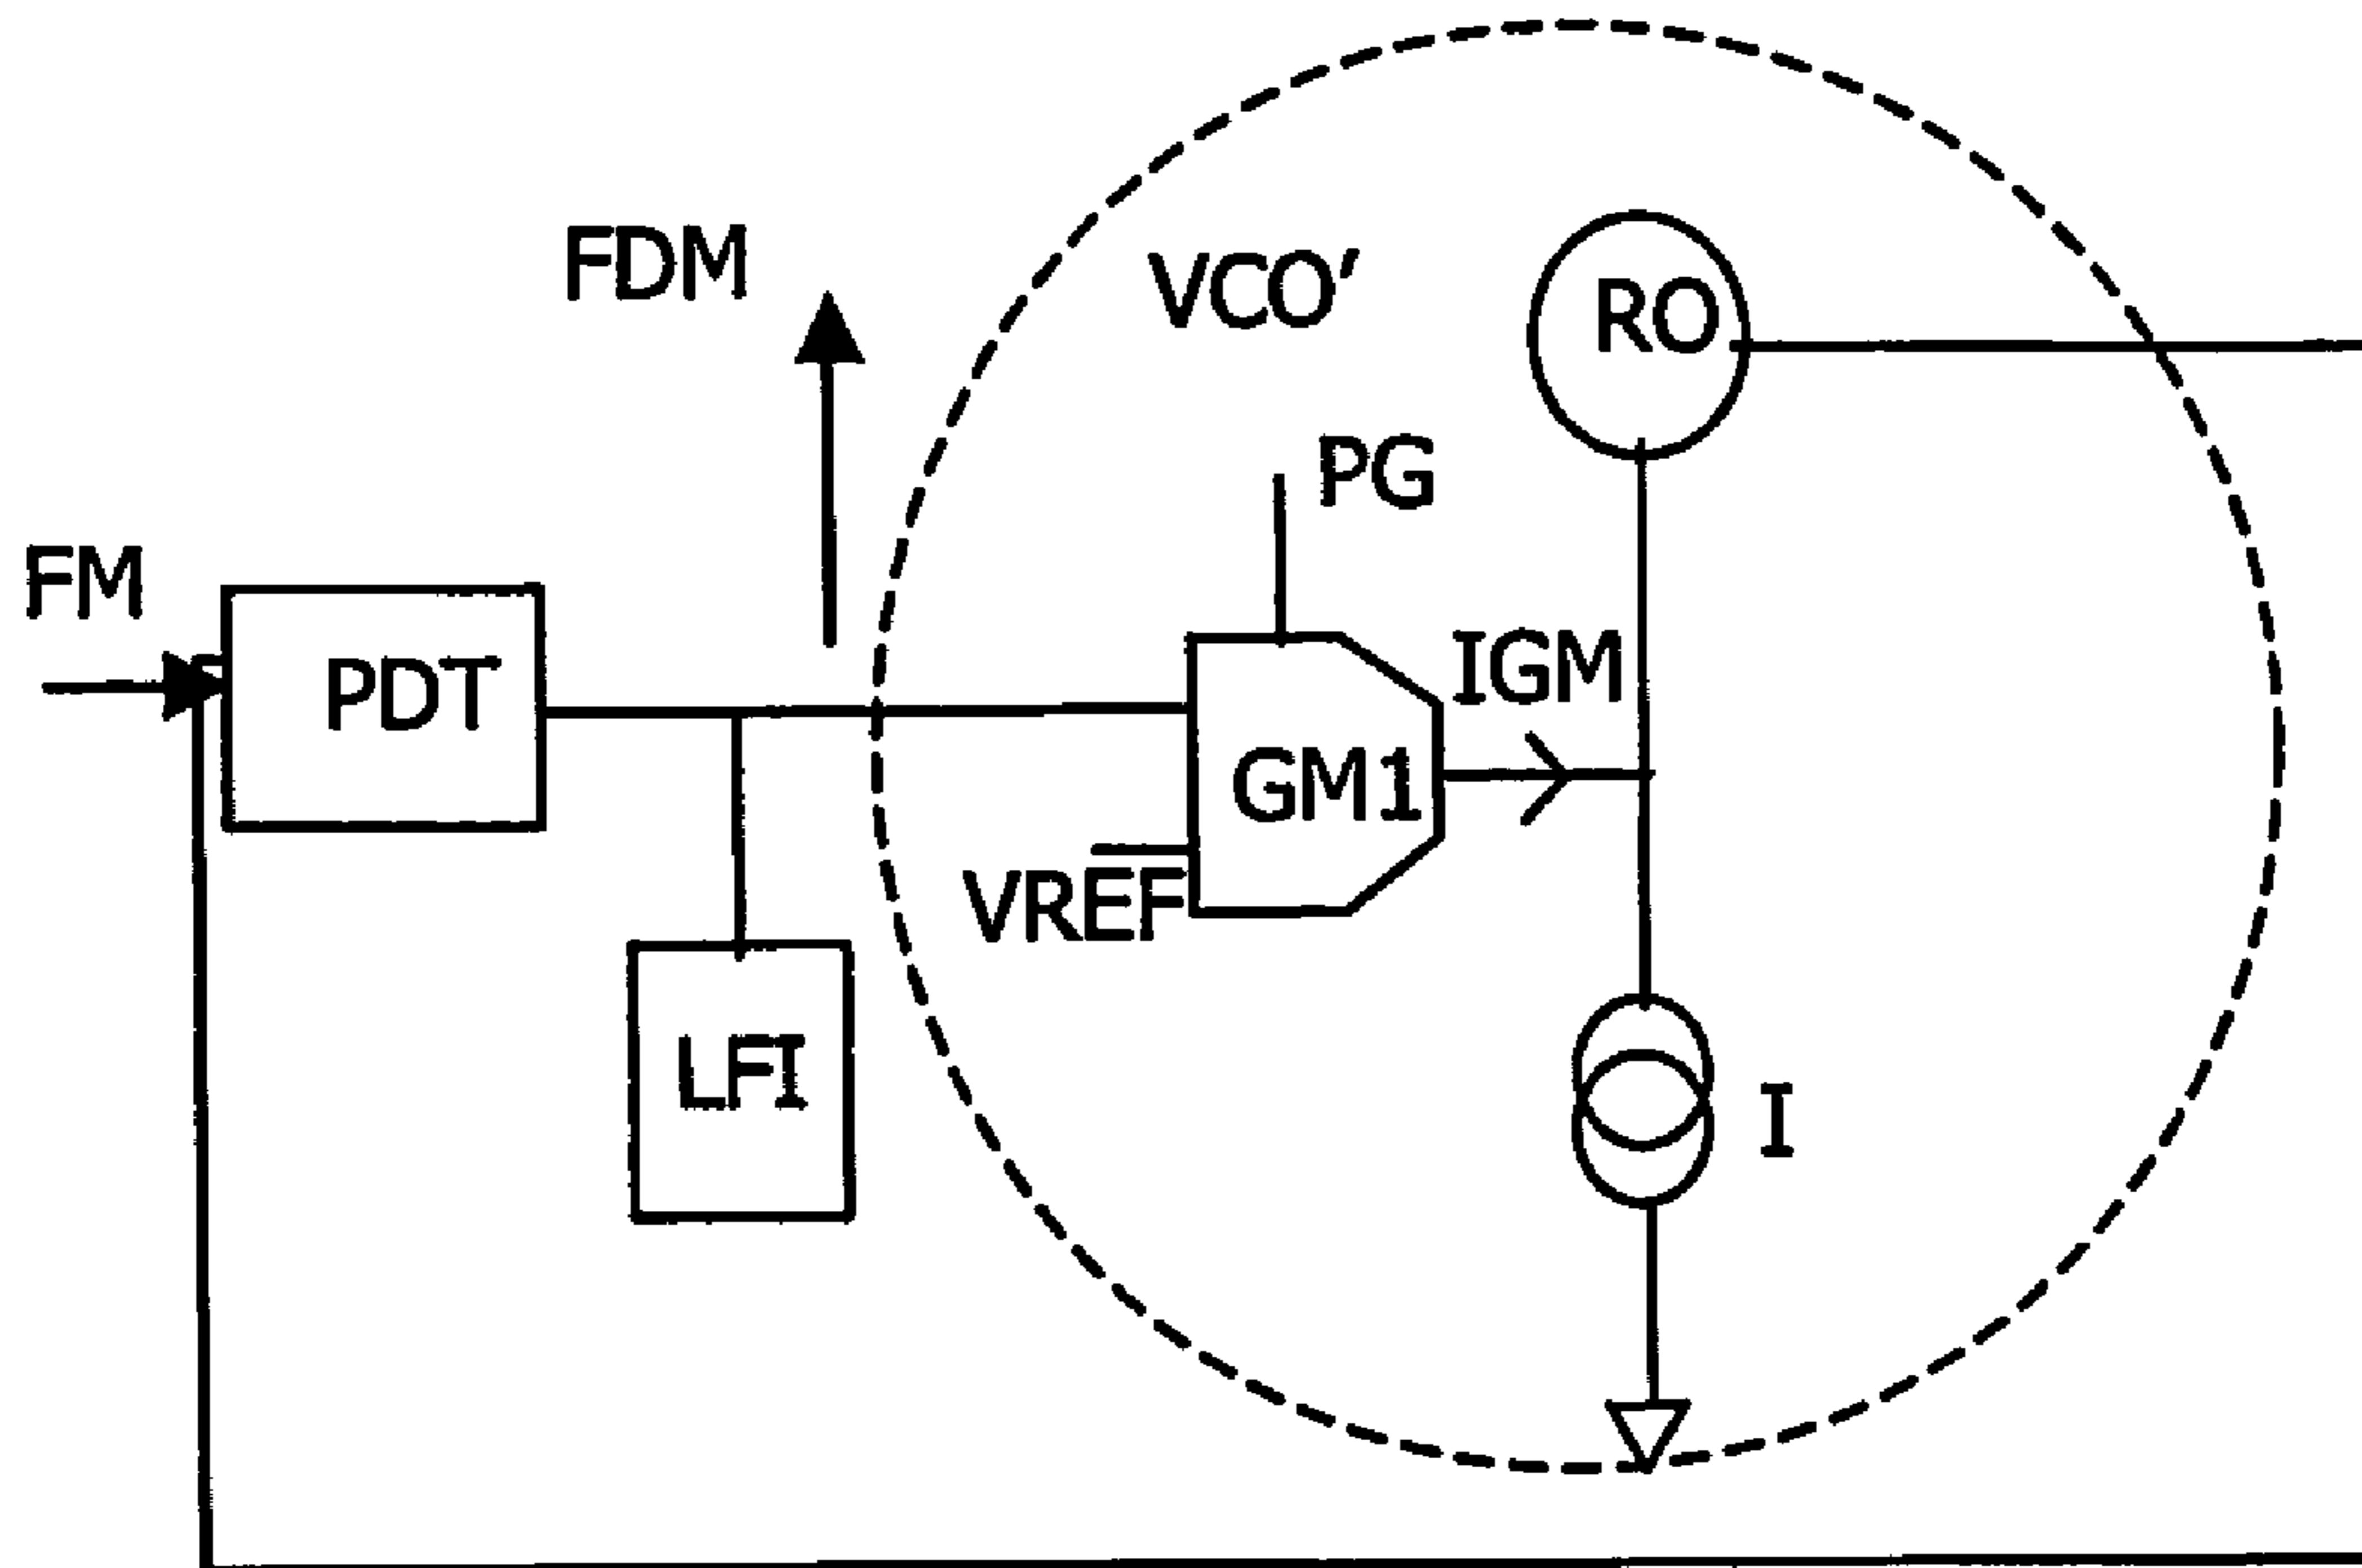 FDM
VCO'
RO
PG
FM
PDT
IGM
GM1
VREF
LFI
I